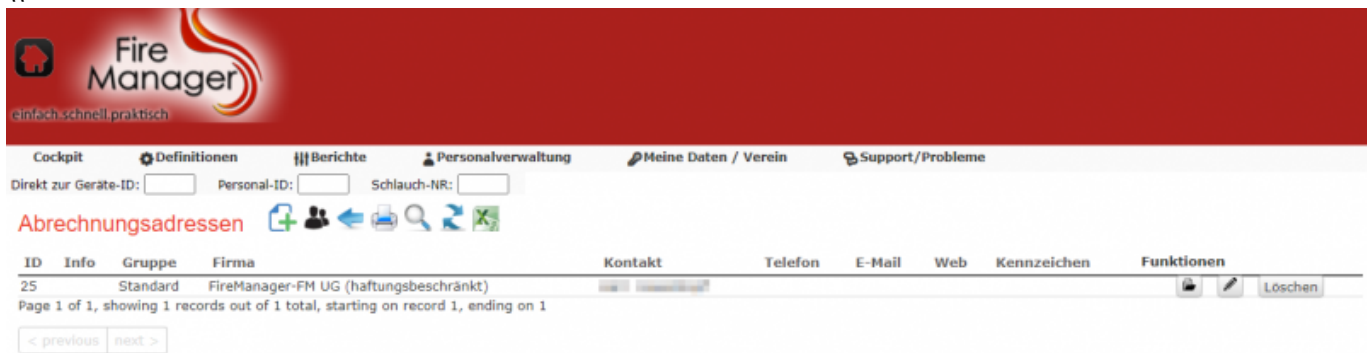 Fire
Manager
einfach.schnell.praktisch
Cockpit Definitionen Berichte Personalverwaltung Meine Daten / Verein Support/Probleme
Direkt zur Geräte-ID: Personal-ID: Schlauch-NR:
Abrechnungsadressen
ID Info Gruppe Firma Kontakt Telefon E-Mail Web Kennzeichen Funktionen
25 Standard FireManager-FM UG (haftungsbeschränkt) Löschen
Page 1 of 1, showing 1 records out of 1 total, starting on record 1, ending on 1
< previous next >